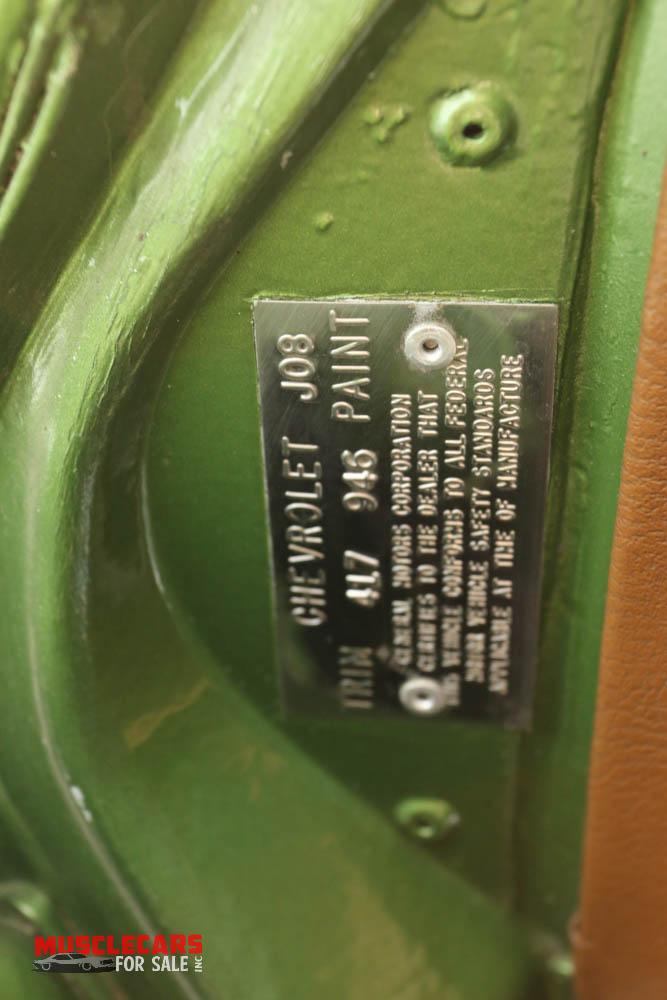 CHEVROLET J08
TRIM 417 946 PAINT
GENERAL MOTORS CORPORATION
CERTIFIES TO THE DEALER THAT
THIS VEHICLE CONFORMS TO ALL FEDERAL
MOTOR VEHICLE SAFETY STANDARDS
APPLICABLE AT TIME OF MANUFACTURE
MUSCLECARS
FOR SALE INC